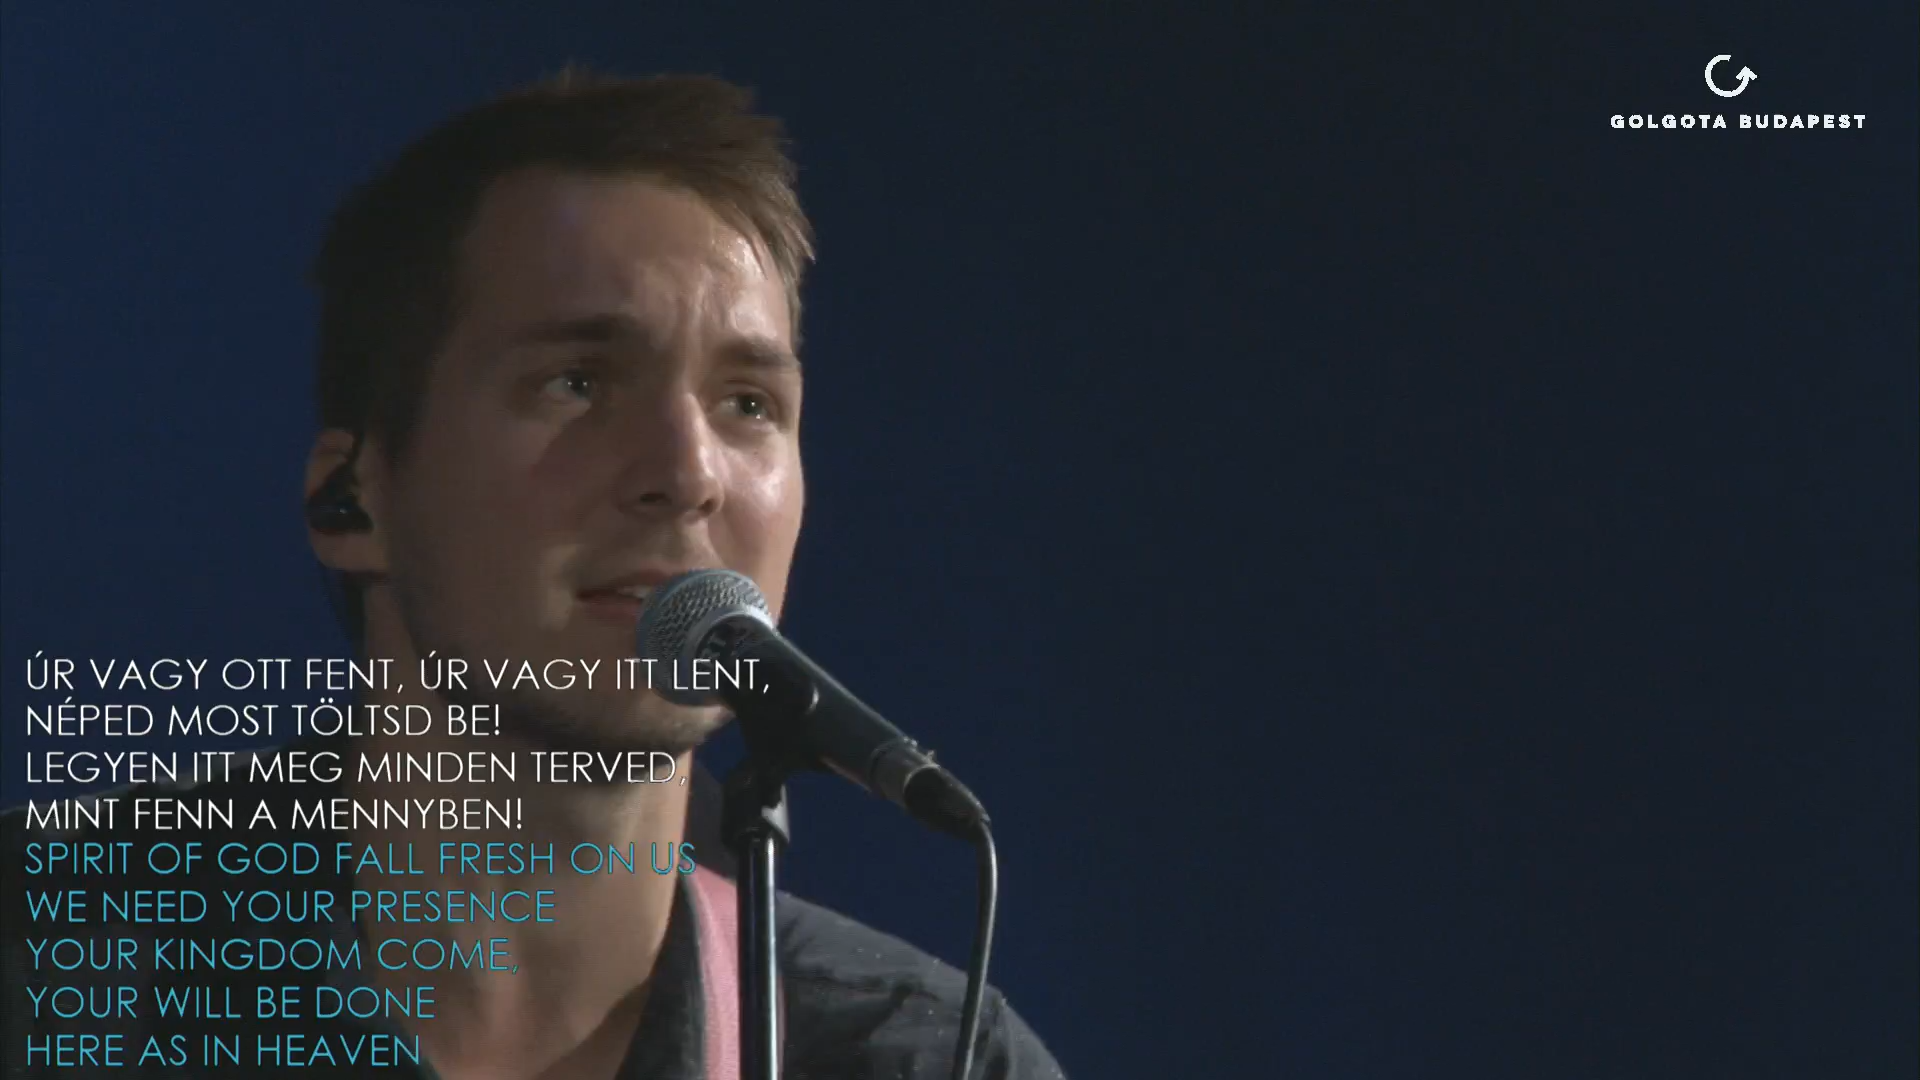 GOLGOTA BUDAPEST
ÚR VAGY OTT FENT, ÚR VAGY ITT LENT,
NÉPED MOST TÖLTSD BE!
LEGYEN ITT MEG MINDEN TERVED,
MINT FENN A MENNYBEN!
SPIRIT OF GOD FALL FRESH ON US
WE NEED YOUR PRESENCE
YOUR KINGDOM COME,
YOUR WILL BE DONE
HERE AS IN HEAVEN